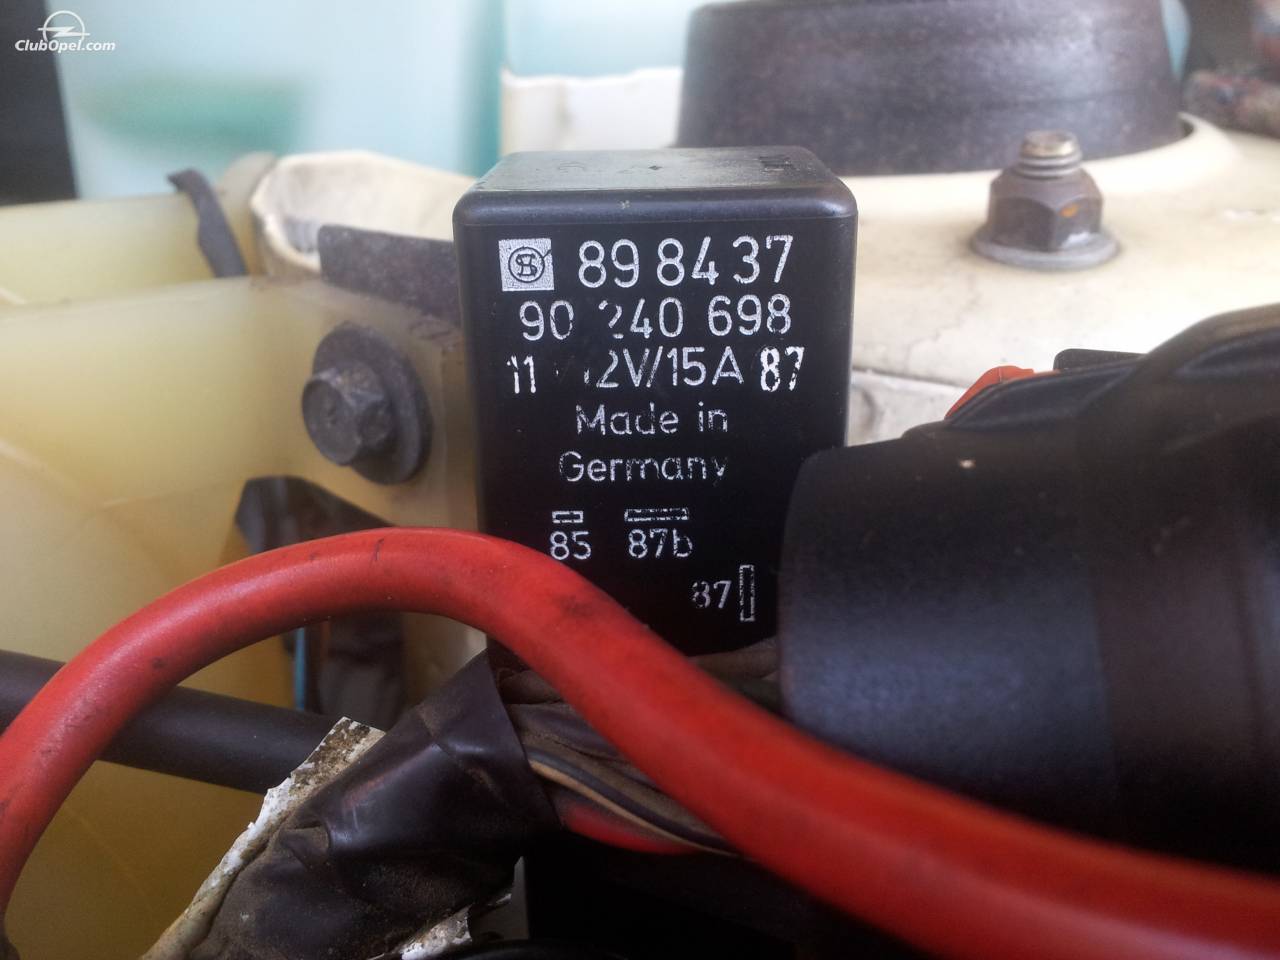 ClubOpel.com
89 84 37
90 240 698
11 12V/15A 87
Made in
Germany
85 87b
87